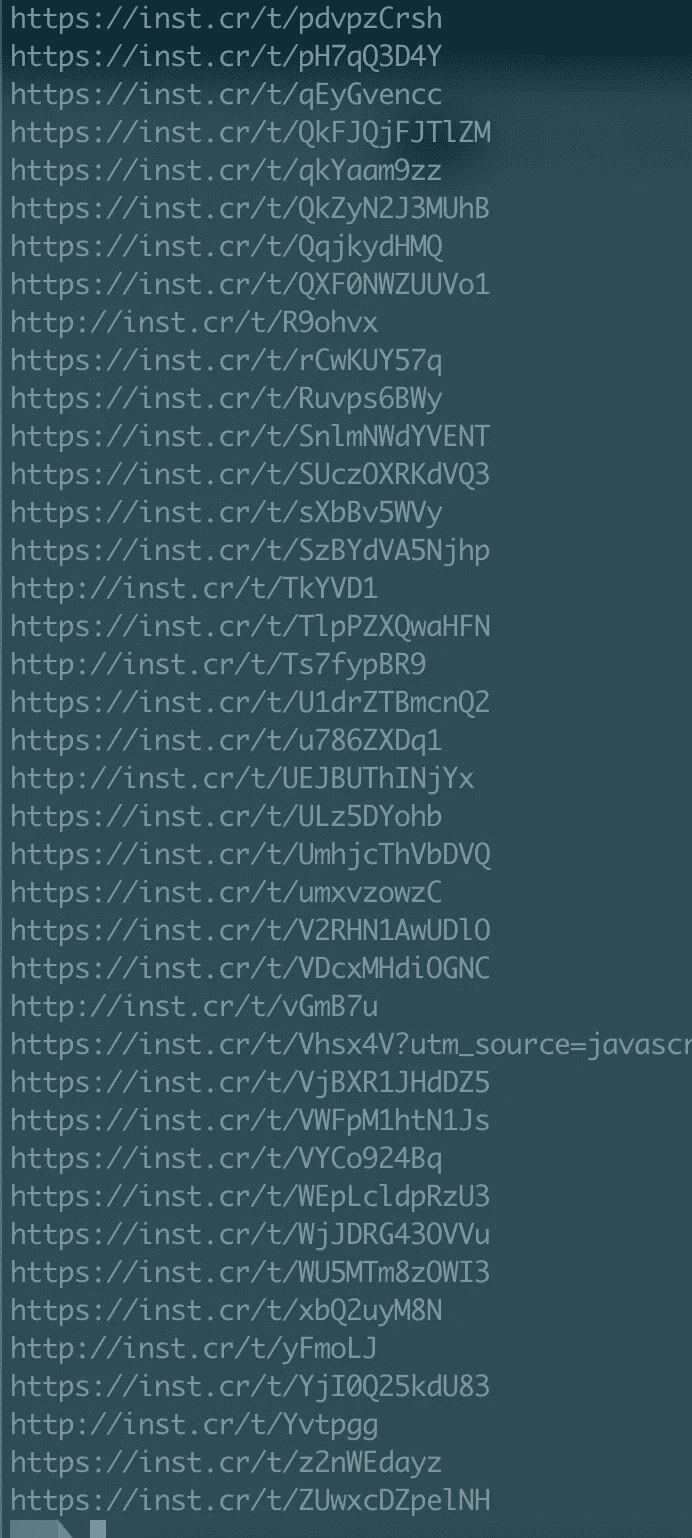 https://inst.cr/t/pdvpzCrsh
https://inst.cr/t/pH7qQ3D4Y
https://inst.cr/t/qEyGvencc
https://inst.cr/t/QkFJQjFJTlZM
https://inst.cr/t/qkYaam9zz
https://inst.cr/t/QkZyN2J3MUhB
https://inst.cr/t/QqjkydHMQ
https://inst.cr/t/QXF0NWZUUVo1
http://inst.cr/t/R9ohvx
https://inst.cr/t/rCwKUY57q
https://inst.cr/t/Ruvps6BWy
https://inst.cr/t/SnlmNWdYVENT
https://inst.cr/t/SUczOXRKdVQ3
https://inst.cr/t/sXbBv5WVy
https://inst.cr/t/SzBYdVA5Njhp
http://inst.cr/t/TkYVD1
https://inst.cr/t/TlpPZXQwaHFN
http://inst.cr/t/Ts7fypBR9
https://inst.cr/t/U1drZTBmcnQ2
https://inst.cr/t/u786ZXDq1
http://inst.cr/t/UEJBUThINjYx
https://inst.cr/t/ULz5DYohb
https://inst.cr/t/UmhjcThVbDVQ
https://inst.cr/t/umxvzowzC
https://inst.cr/t/V2RHN1AwUDlO
https://inst.cr/t/VDcxMHdiOGNC
http://inst.cr/t/vGmB7u
https://inst.cr/t/Vhsx4V?utm_source=javascr
https://inst.cr/t/VjBXR1JHdDZ5
https://inst.cr/t/VWFpM1htN1Js
https://inst.cr/t/VYCo924Bq
https://inst.cr/t/WEpLcldpRzU3
https://inst.cr/t/WjJDRG43OVVu
https://inst.cr/t/WU5MTm8zOWI3
https://inst.cr/t/xbQ2uyM8N
http://inst.cr/t/yFmoLJ
https://inst.cr/t/YjI0Q25kdU83
http://inst.cr/t/Yvtpgg
https://inst.cr/t/z2nWEdayz
https://inst.cr/t/ZUwxcDZpelNH